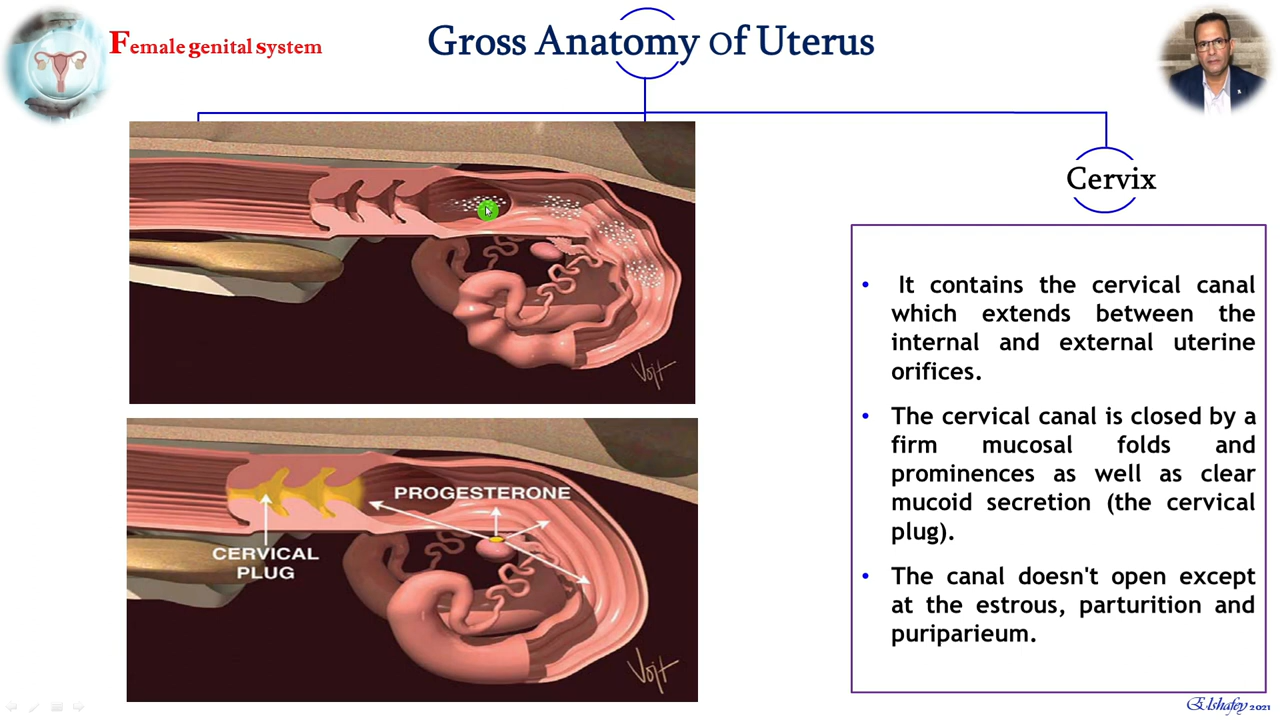 Female genital system
Gross Anatomy of Uterus
Cervix
Vojt
PROGESTERONE
CERVICAL
PLUG
Vojt
• It contains the cervical canal
which extends between the
internal and external uterine
orifices.
• The cervical canal is closed by a
firm mucosal folds and
prominences as well as clear
mucoid secretion (the cervical
plug).
• The canal doesn't open except
at the estrous, parturition and
puriparieum.
Elshafey 2021